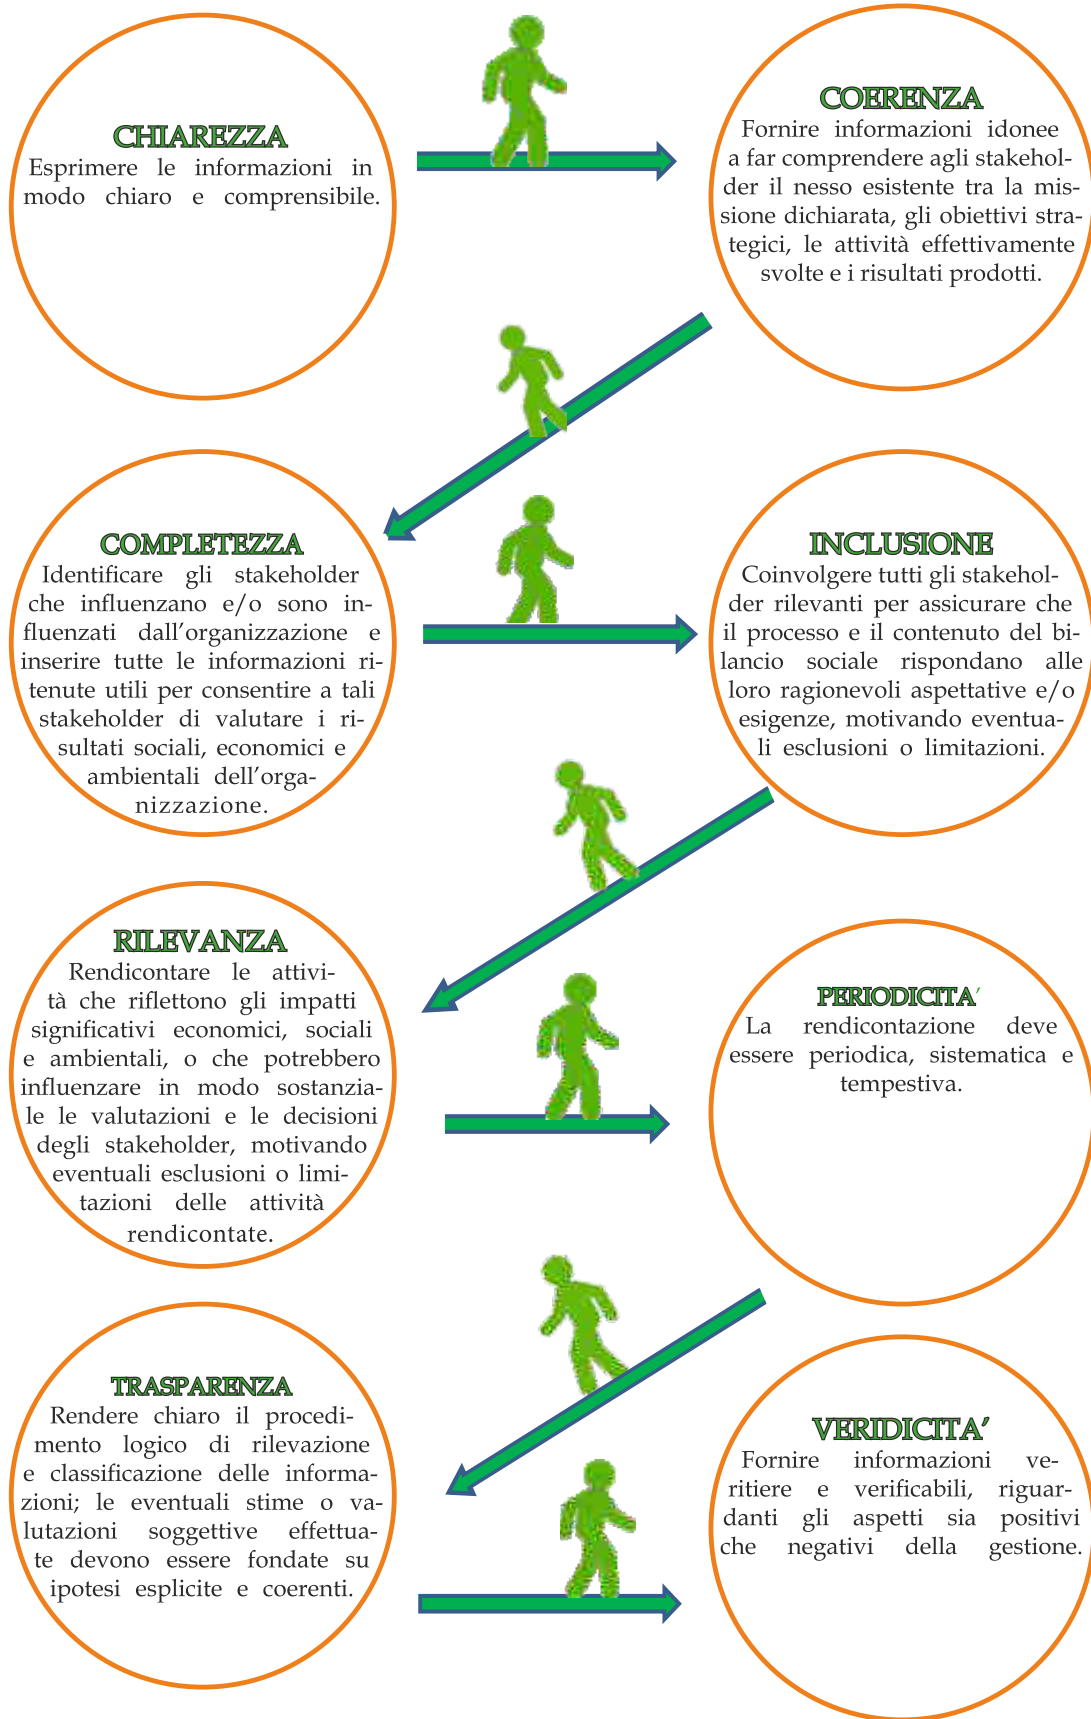 CHIAREZZA
Esprimere le informazioni in
modo chiaro e comprensibile.
COERENZA
Fornire informazioni idonee
a far comprendere agli stakehol-
der il nesso esistente tra la mis-
sione dichiarata, gli obiettivi stra-
tegici, le attività effettivamente
svolte e i risultati prodotti.
COMPLETEZZA
Identificare gli stakeholder
che influenzano e/o sono in-
fluenzati dall’organizzazione e
inserire tutte le informazioni ri-
tenute utili per consentire a tali
stakeholder di valutare i ri-
sultati sociali, economici e
ambientali dell’orga-
nizzazione.
INCLUSIONE
Coinvolgere tutti gli stakehol-
der rilevanti per assicurare che
il processo e il contenuto del bi-
lancio sociale rispondano alle
loro ragionevoli aspettative e/o
esigenze, motivando eventua-
li esclusioni o limitazioni.
RILEVANZA
Rendicontare le attivi-
tà che riflettono gli impatti
significativi economici, sociali
e ambientali, o che potrebbero
influenzare in modo sostanzia-
le le valutazioni e le decisioni
degli stakeholder, motivando
eventuali esclusioni o limi-
tazioni delle attività
rendicontate.
PERIODICITA’
La rendicontazione deve
essere periodica, sistematica e
tempestiva.
TRASPARENZA
Rendere chiaro il procedi-
mento logico di rilevazione
e classificazione delle informa-
zioni; le eventuali stime o va-
lutazioni soggettive effettua-
te devono essere fondate su
ipotesi esplicite e coerenti.
VERIDICITA’
Fornire informazioni ve-
ritiere e verificabili, riguar-
danti gli aspetti sia positivi
che negativi della gestione.